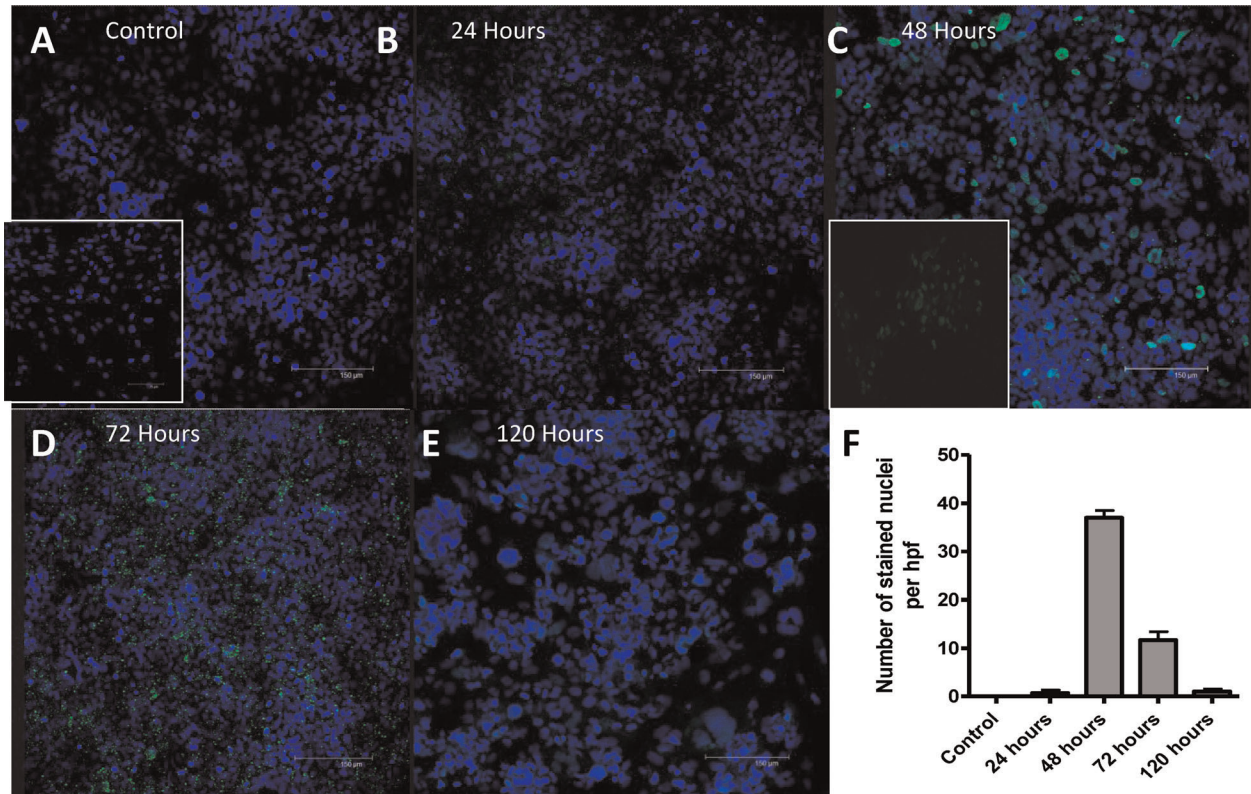 A Control
B 24 Hours
C 48 Hours
150 µm
150 µm
150 µm
D 72 Hours
E 120 Hours
F
150 µm
150 µm
Number of stained nuclei
per hpf
50
40
30
20
10
0
Control
24 hours
48 hours
72 hours
120 hours